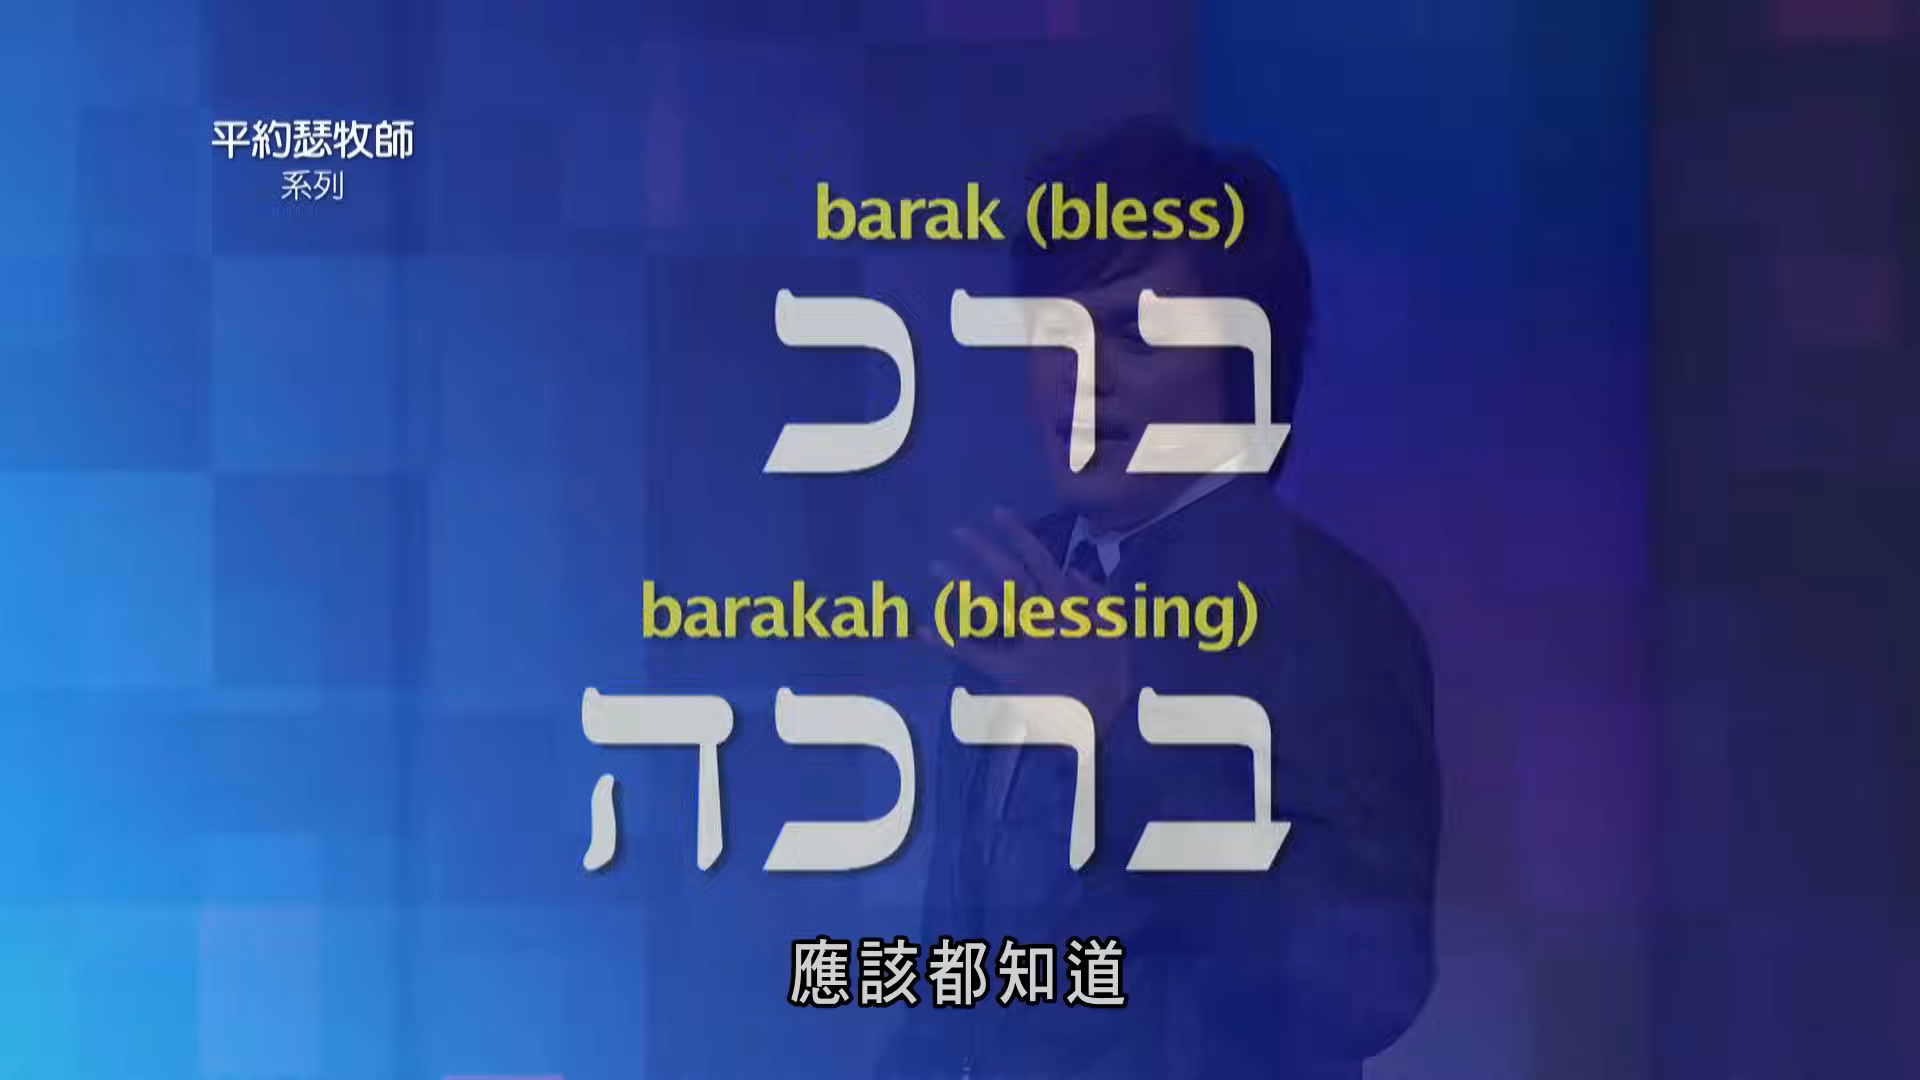 平約瑟牧師
系列
barak (bless)
ברכ
barakah (blessing)
ברכה
應該都知道